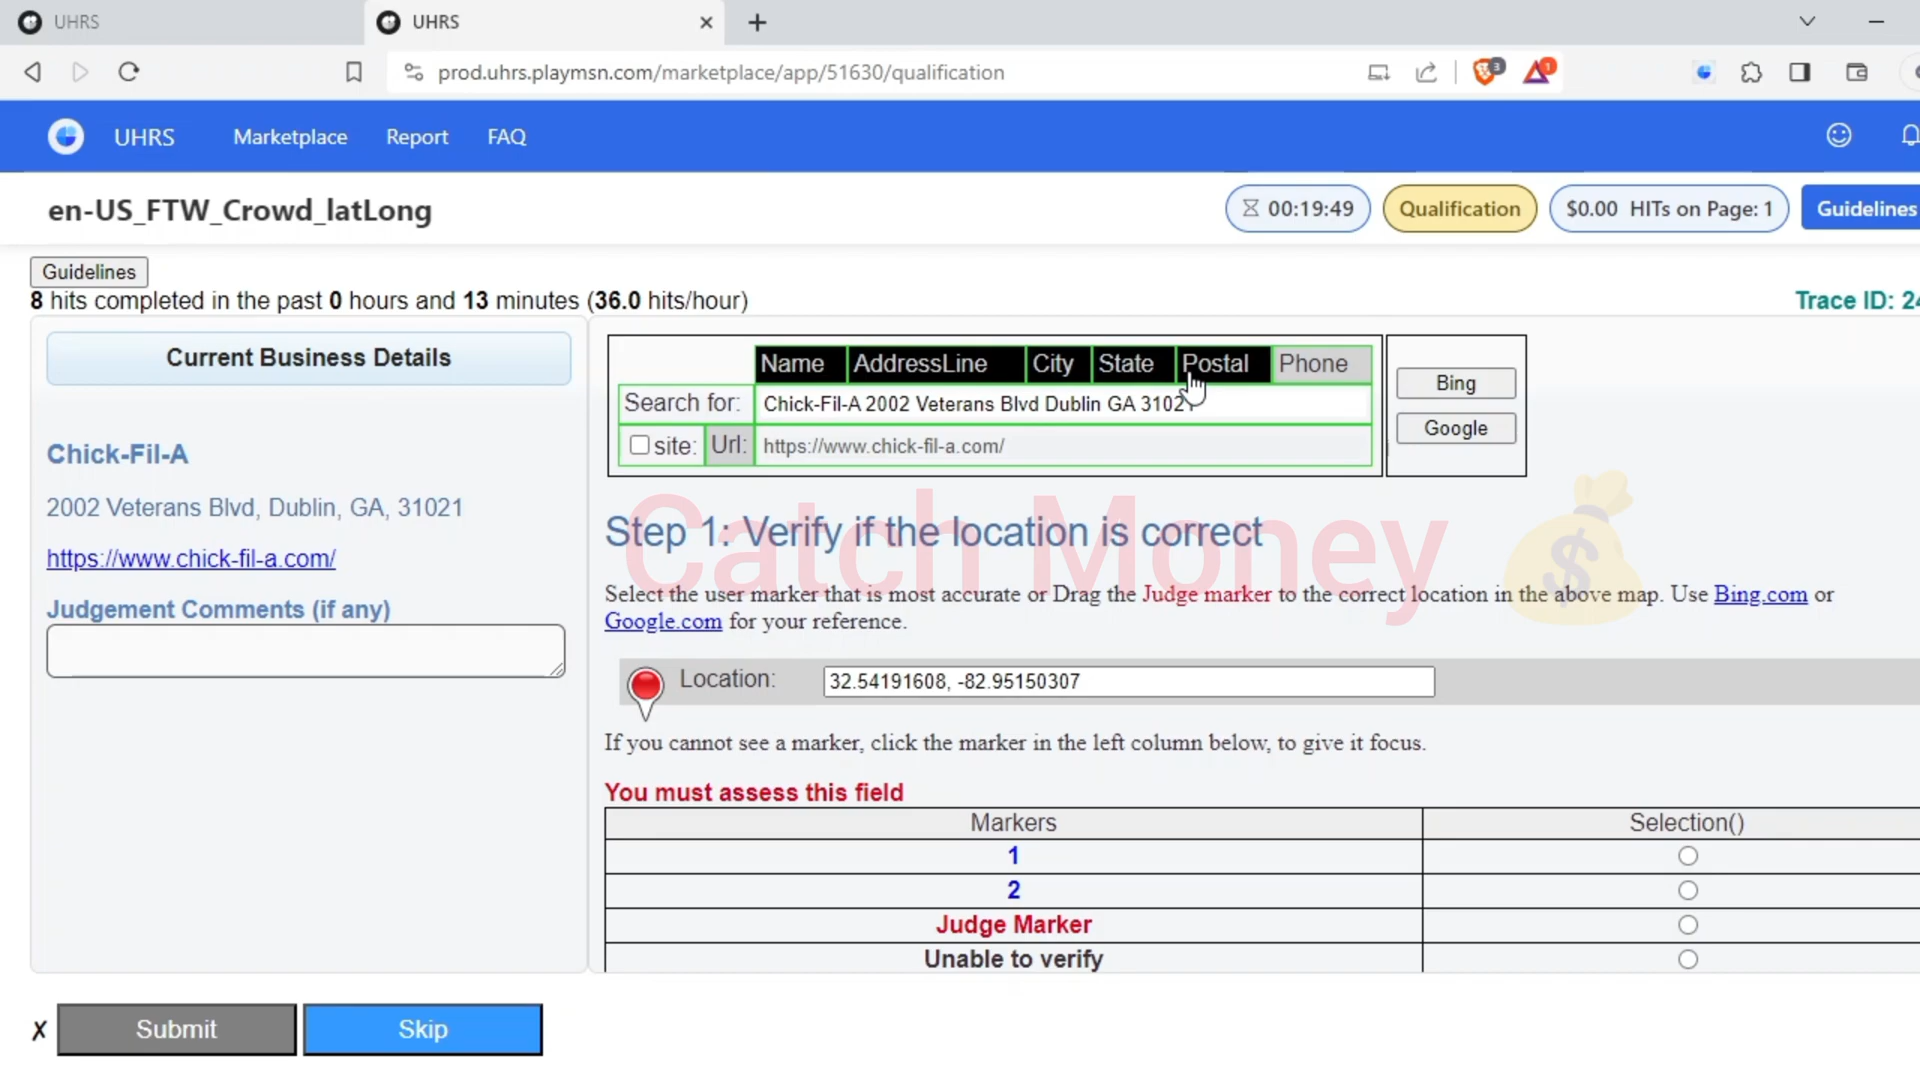 UHRS
UHRS
prod.uhrs.playmsn.com/marketplace/app/51630/qualification
3
1
UHRS Marketplace Report FAQ
en-US_FTW_Crowd_latLong
00:19:49
Qualification
$0.00 HITs on Page: 1
Guidelines
Guidelines
8 hits completed in the past 0 hours and 13 minutes (36.0 hits/hour)
Trace ID: 24
Current Business Details
Chick-Fil-A
2002 Veterans Blvd, Dublin, GA, 31021
https://www.chick-fil-a.com/
Judgement Comments (if any)
Name AddressLine City State Postal Phone
Search for: Chick-Fil-A 2002 Veterans Blvd Dublin GA 31021
site: Url: https://www.chick-fil-a.com/
Bing
Google
Catch Money
Step 1: Verify if the location is correct
Select the user marker that is most accurate or Drag the Judge marker to the correct location in the above map. Use Bing.com or
Google.com for your reference.
Location: 32.54191608, -82.95150307
If you cannot see a marker, click the marker in the left column below, to give it focus.
You must assess this field
Markers Selection()
1
2
Judge Marker
Unable to verify
✗ Submit Skip